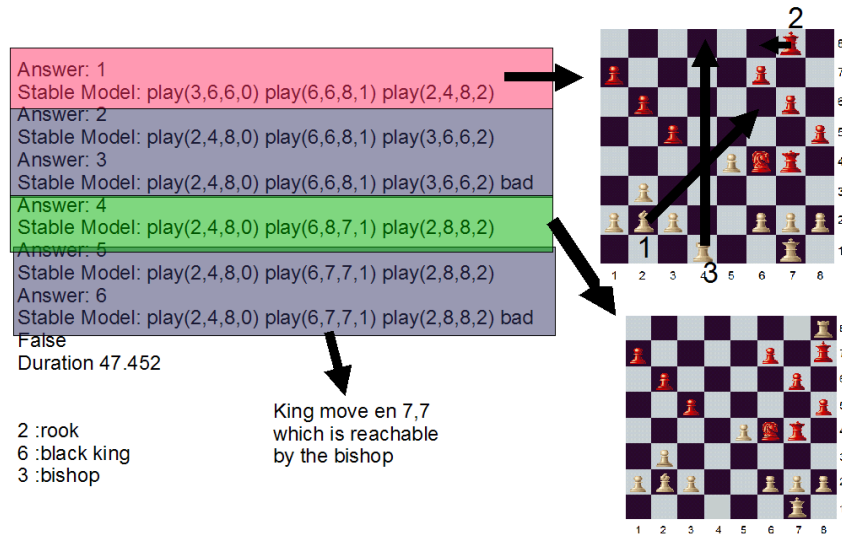 Answer: 1
Stable Model: play(3,6,6,0) play(6,6,8,1) play(2,4,8,2)
Answer: 2
Stable Model: play(2,4,8,0) play(6,6,8,1) play(3,6,6,2)
Answer: 3
Stable Model: play(2,4,8,0) play(6,6,8,1) play(3,6,6,2) bad
Answer: 4
Stable Model: play(2,4,8,0) play(6,8,7,1) play(2,8,8,2)
Answer: 5
Stable Model: play(2,4,8,0) play(6,7,7,1) play(2,8,8,2)
Answer: 6
Stable Model: play(2,4,8,0) play(6,7,7,1) play(2,8,8,2) bad
False
Duration 47.452
2 :rook
6 :black king
3 :bishop
King move en 7,7
which is reachable
by the bishop
2
8
7
6
5
4
3
2
1
1
3
1 2 3 4 5 6 7 8
8
7
6
5
4
3
2
1
1 2 3 4 5 6 7 8